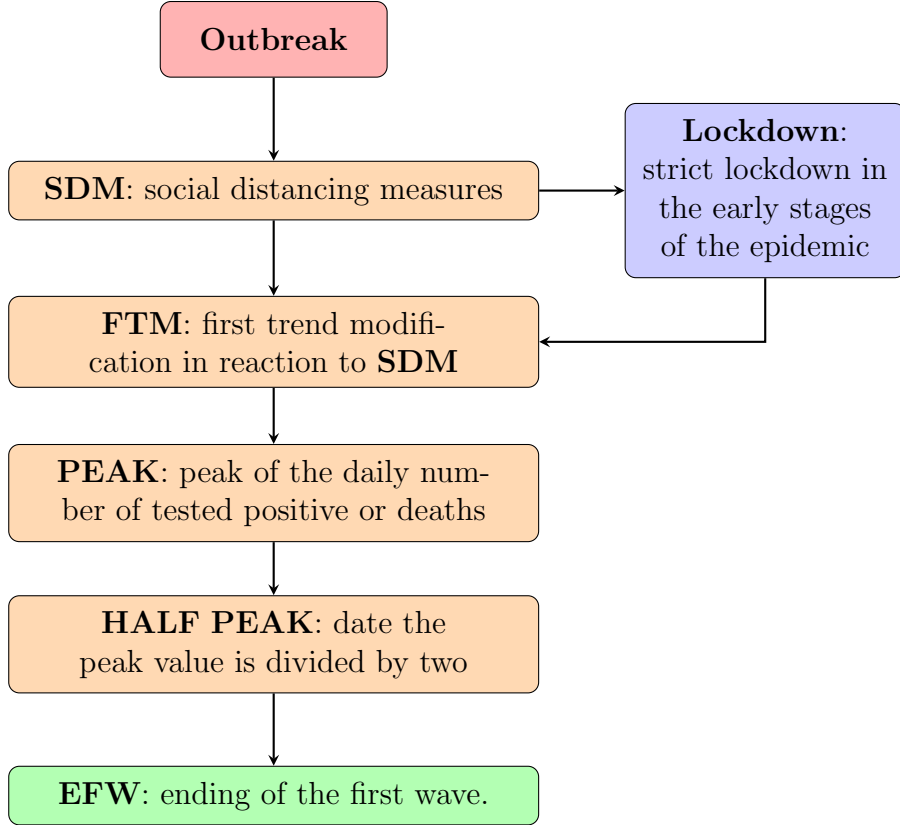 Outbreak
SDM: social distancing measures
Lockdown:
strict lockdown in
the early stages
of the epidemic
FTM: first trend modifi-
cation in reaction to SDM
PEAK: peak of the daily num-
ber of tested positive or deaths
HALF PEAK: date the
peak value is divided by two
EFW: ending of the first wave.